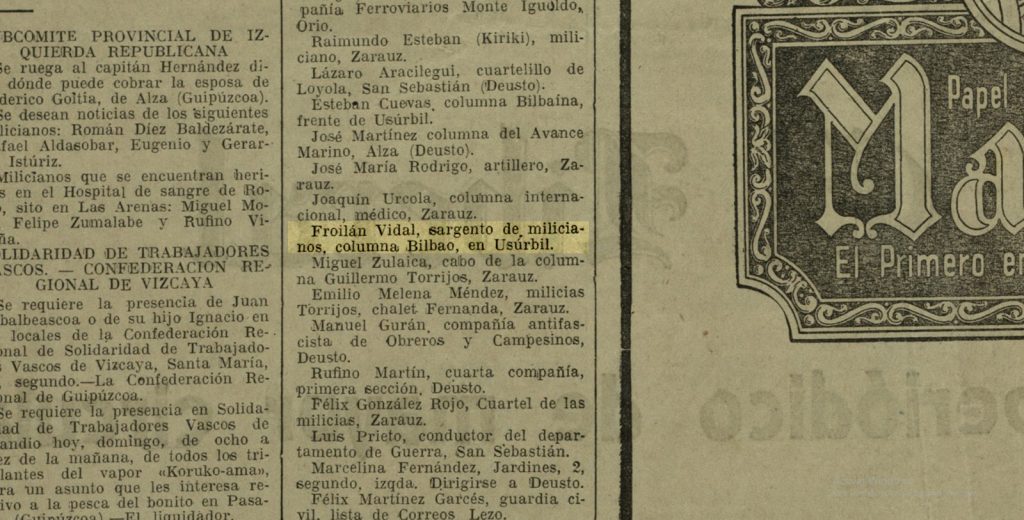 BCOMITE PROVINCIAL DE IZ-
QUIERDA REPUBLICANA
Se ruega al capitán Hernández di-
dónde puede cobrar la esposa de
derico Goitia, de Alza (Guipúzcoa).
Se desean noticias de los siguientes
licianos: Román Díez Baldezárate,
fael Aldasobar, Eugenio y Gerar-
Istúriz.
Milicianos que se encuentran heri-
s en el Hospital de sangre de Ro-
, sito en Las Arenas: Miguel Mo-
Felipe Zumalabe y Rufino Vi-
ña.
OLIDARIDAD DE TRABAJADORES
ASCOS. — CONFEDERACION RE-
GIONAL DE VIZCAYA
Se requiere la presencia de Juan
balbeascoa o de su hijo Ignacio en
locales de la Confederación Re-
onal de Solidaridad de Trabajado-
Vascos de Vizcaya, Santa María,
segundo.—La Confederación Re-
onal de Guipúzcoa.
Se requiere la presencia en Solida-
ad de Trabajadores Vascos de
andio hoy, domingo, de ocho a
ez de la mañana, de todos los tri-
lantes del vapor «Koruko-ama»,
ra un asunto que les interesa re-
ivo a la pesca del bonito en Pasa-
(Guipúzcoa).—El liquidador.
pañía Ferroviarios Monte Igueldo,
Orio.
Raimundo Esteban (Kiriki), mili-
ciano, Zarauz.
Lázaro Aracilegui, cuartelillo de
Loyola, San Sebastián (Deusto).
Esteban Cuevas, columna Bilbaína,
frente de Usúrbil.
José Martínez columna del Avance
Marino, Alza (Deusto).
José María Rodrigo, artillero, Za-
rauz.
Joaquín Urcola, columna interna-
cional, médico, Zarauz.
Froilán Vidal, sargento de milicia-
nos, columna Bilbao, en Usúrbil.
Miguel Zulaica, cabo de la colum-
na Guillermo Torrijos, Zarauz.
Emilio Melena Méndez, milicias
Torrijos, chalet Fernanda, Zarauz.
Manuel Gurán, compañía antifas-
cista de Obreros y Campesinos,
Deusto.
Rufino Martín, cuarta compañía,
primera sección, Deusto.
Félix González Rojo, Cuartel de las
milicias, Zarauz.
Luis Prieto, conductor del depar-
tamento de Guerra, San Sebastián.
Marcelina Fernández, Jardines, 2,
segundo, izqda. Dirigirse a Deusto.
Félix Martínez Garcés, guardia ci-
vil, lista de Correos Lezo.
Papel
Ma
El Primero en